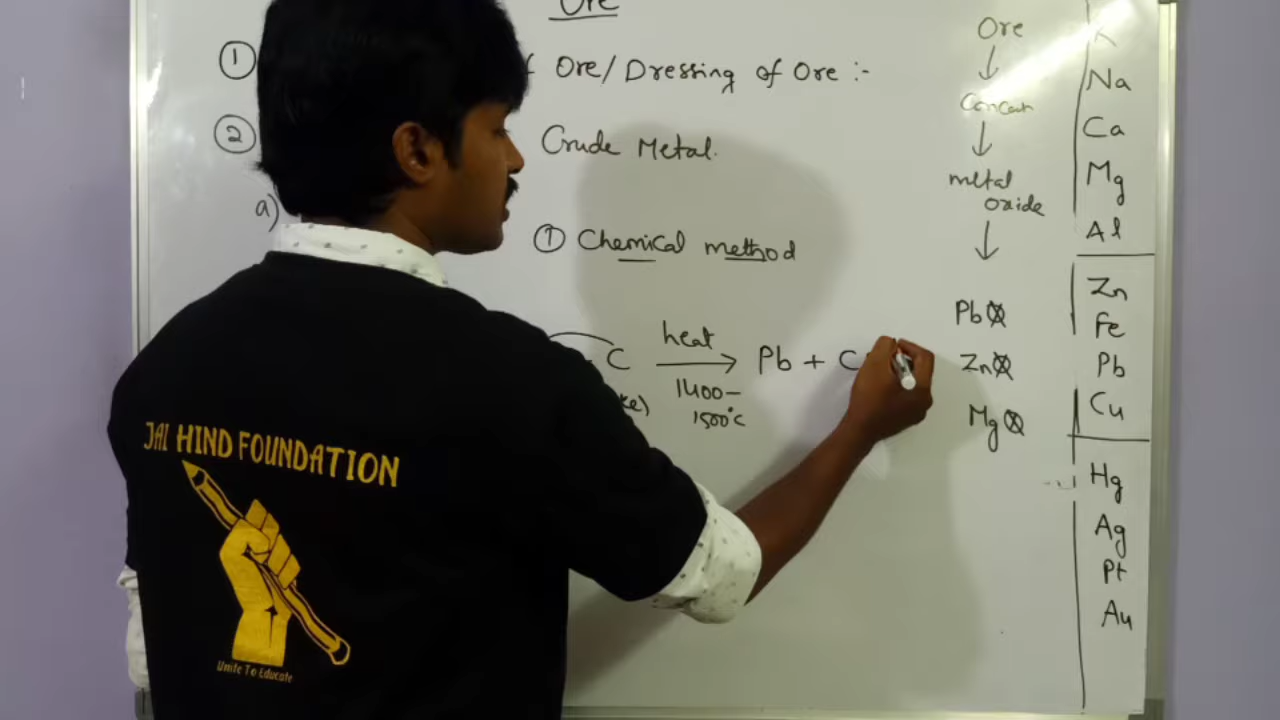 Ore
① Ore/Dressing of Ore :-
② Crude Metal.
a)
① Chemical method
C heat → Pb + C
1400-
1500°C
Ore
↓
↓
metal
oxide
↓
PbO
ZnO
MgO
K
Na
Ca
Mg
Al
Zn
Fe
Pb
Cu
Hg
Ag
Pt
Au
JAI HIND FOUNDATION
Unite To Educate